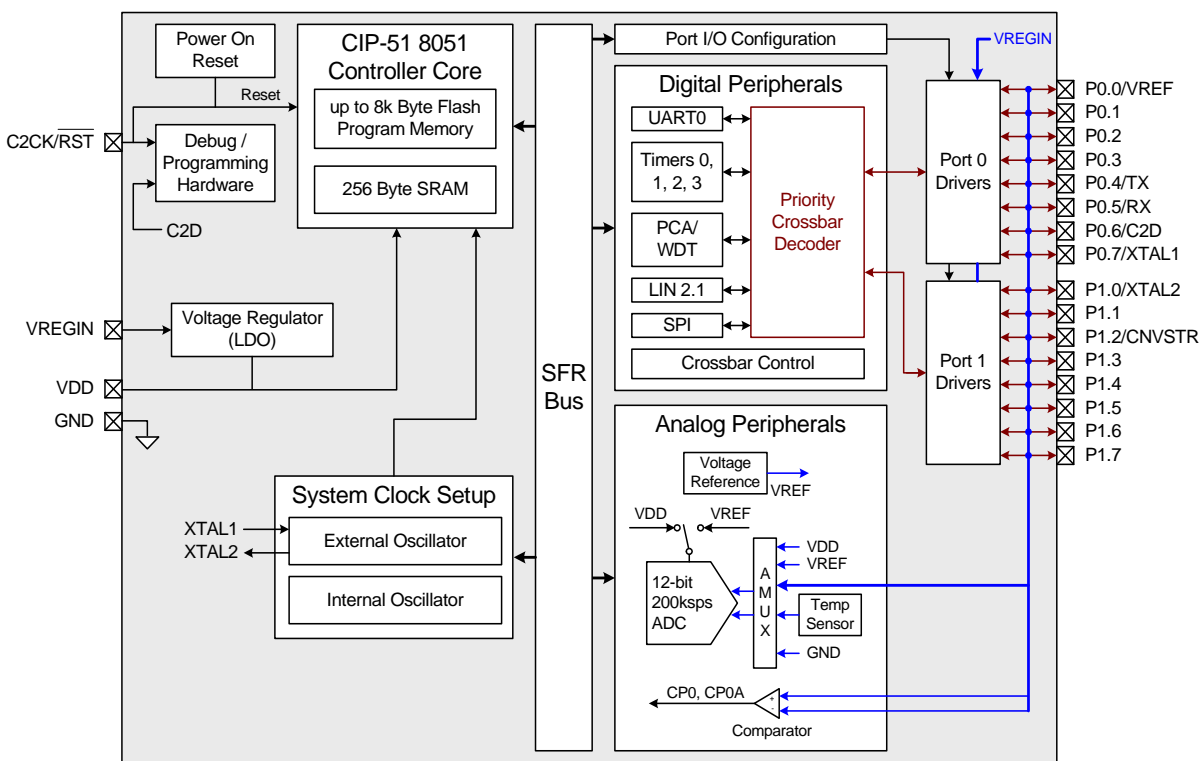 Power On
Reset
CIP-51 8051
Controller Core
up to 8k Byte Flash
Program Memory
256 Byte SRAM
Reset
C2CK/RST
Debug /
Programming
Hardware
C2D
VREGIN
Voltage Regulator
(LDO)
VDD
GND
System Clock Setup
XTAL1
XTAL2
External Oscillator
Internal Oscillator
SFR
Bus
Port I/O Configuration
Digital Peripherals
UART0
Timers 0,
1, 2, 3
PCA/
WDT
LIN 2.1
SPI
Priority
Crossbar
Decoder
Crossbar Control
Analog Peripherals
Voltage
Reference
VREF
VDD
VREF
12-bit
200ksps
ADC
A
M
U
X
VDD
VREF
Temp
Sensor
GND
CP0, CP0A
+
-
Comparator
VREGIN
Port 0
Drivers
Port 1
Drivers
P0.0/VREF
P0.1
P0.2
P0.3
P0.4/TX
P0.5/RX
P0.6/C2D
P0.7/XTAL1
P1.0/XTAL2
P1.1
P1.2/CNVSTR
P1.3
P1.4
P1.5
P1.6
P1.7